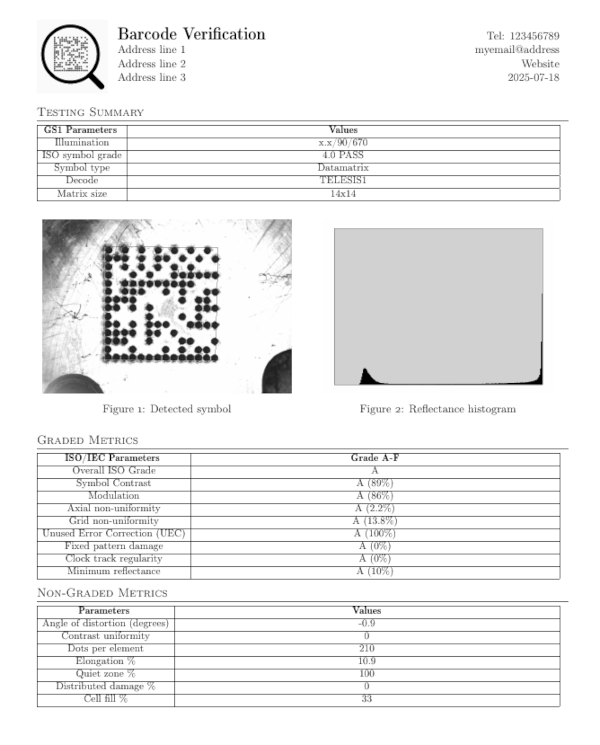 Barcode Verification
Address line 1
Address line 2
Address line 3
Tel: 123456789
myemail@address
Website
2025-07-18
Testing Summary
GS1 Parameters Values
Illumination x.x/90/670
ISO symbol grade 4.0 PASS
Symbol type Datamatrix
Decode TELESIS1
Matrix size 14x14
Figure 1: Detected symbol
Figure 2: Reflectance histogram
Graded Metrics
ISO/IEC Parameters Grade A-F
Overall ISO Grade A
Symbol Contrast A (89%)
Modulation A (86%)
Axial non-uniformity A (2.2%)
Grid non-uniformity A (13.8%)
Unused Error Correction (UEC) A (100%)
Fixed pattern damage A (0%)
Clock track regularity A (0%)
Minimum reflectance A (10%)
Non-Graded Metrics
Parameters Values
Angle of distortion (degrees) -0.9
Contrast uniformity 0
Dots per element 210
Elongation % 10.9
Quiet zone % 100
Distributed damage % 0
Cell fill % 33